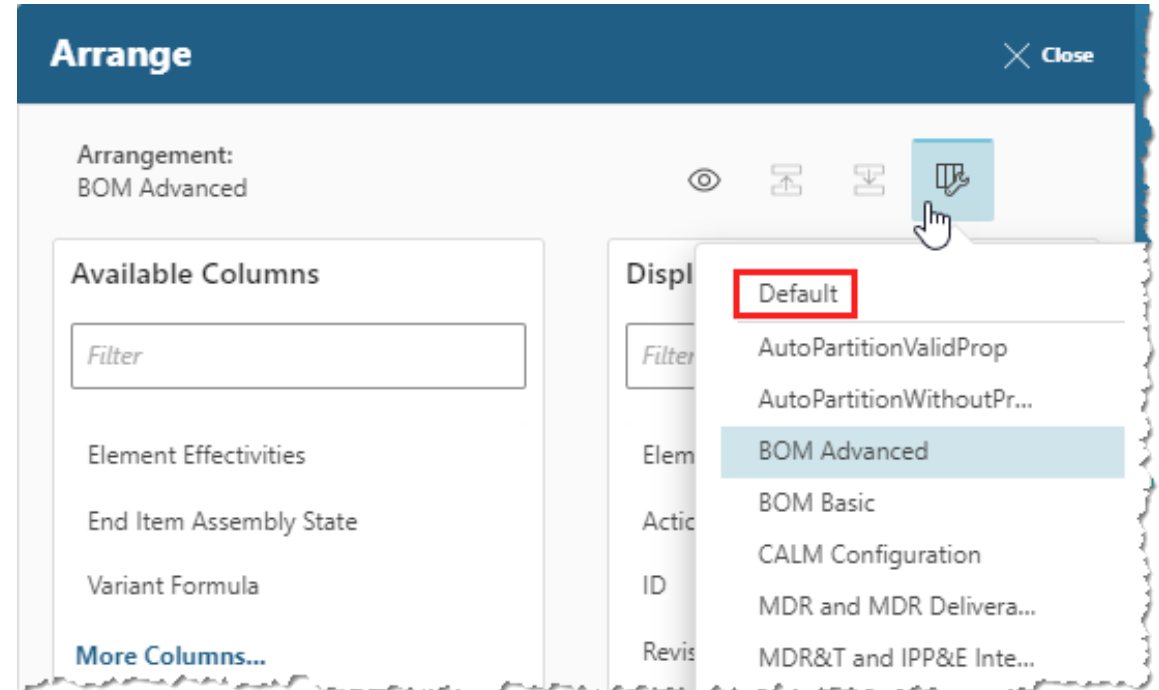 Arrange
Close
Arrangement:
BOM Advanced
Available Columns
Filter
Element Effectivities
End Item Assembly State
Variant Formula
More Columns...
Displ
Filter
Elem
Actic
ID
Revis
Default
AutoPartitionValidProp
AutoPartitionWithoutPr...
BOM Advanced
BOM Basic
CALM Configuration
MDR and MDR Delivera...
MDR&T and IPP&E Inte...